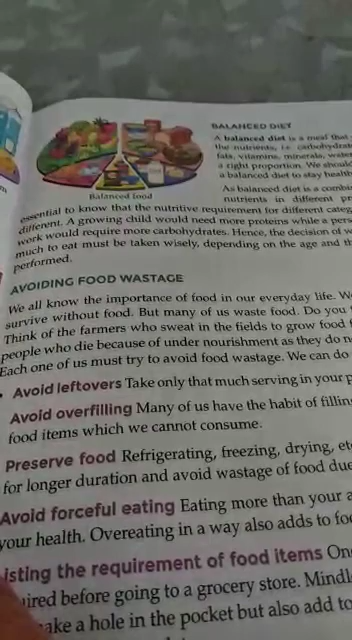 BALANCED DIET
A balanced diet is a meal that
the nutrients, i.e. carbohydrat
fats, vitamins, minerals, water
a right proportion. We should
a balanced diet to stay health
Balanced food
As balanced diet is a combin
nutrients in different pr
essential to know that the nutritive requirement for different categ
different. A growing child would need more proteins while a pers
work would require more carbohydrates. Hence, the decision of w
much to eat must be taken wisely, depending on the age and th
performed.
AVOIDING FOOD WASTAGE
We all know the importance of food in our everyday life. W
survive without food. But many of us waste food. Do you
Think of the farmers who sweat in the fields to grow food f
people who die because of under nourishment as they do n
Each one of us must try to avoid food wastage. We can do
Avoid leftovers Take only that much serving in your p
Avoid overfilling Many of us have the habit of fillin
food items which we cannot consume.
Preserve food Refrigerating, freezing, drying, etc
for longer duration and avoid wastage of food due
Avoid forceful eating Eating more than your a
your health. Overeating in a way also adds to foo
isting the requirement of food items On
uired before going to a grocery store. Mindl
ake a hole in the pocket but also add to